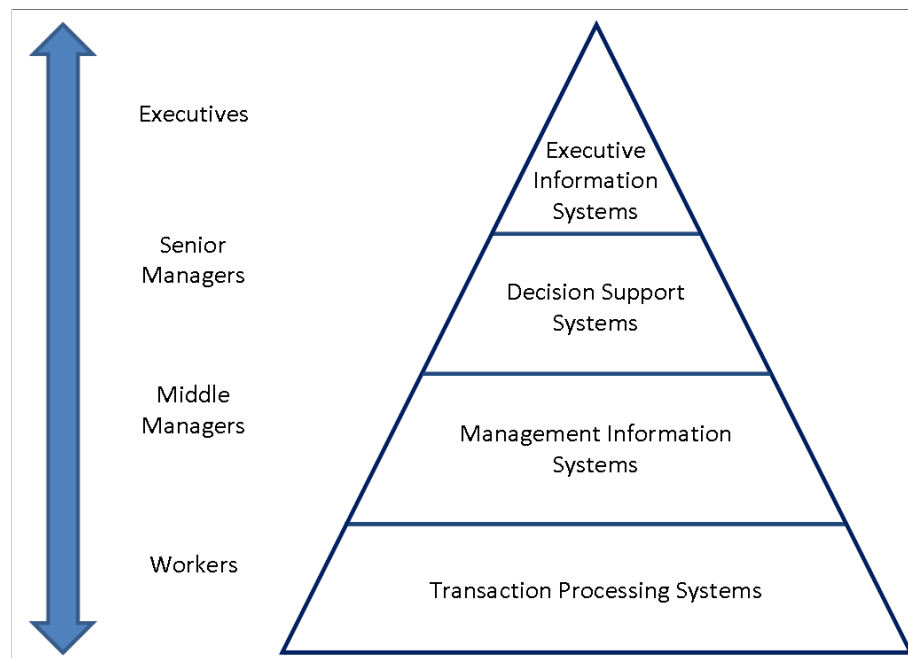 Executives
Executive
Information
Systems
Senior
Managers
Decision Support
Systems
Middle
Managers
Management Information
Systems
Workers
Transaction Processing Systems